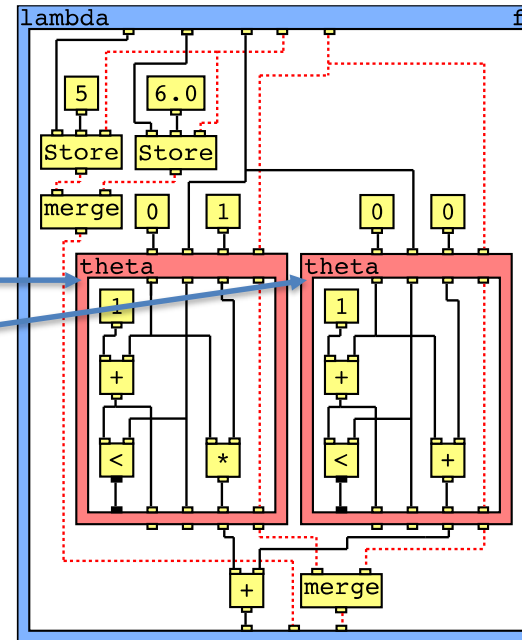 lambda f
5 6.0
Store Store
merge
0 1 0 0
theta theta
1 1
+ +
< * < +
+ merge